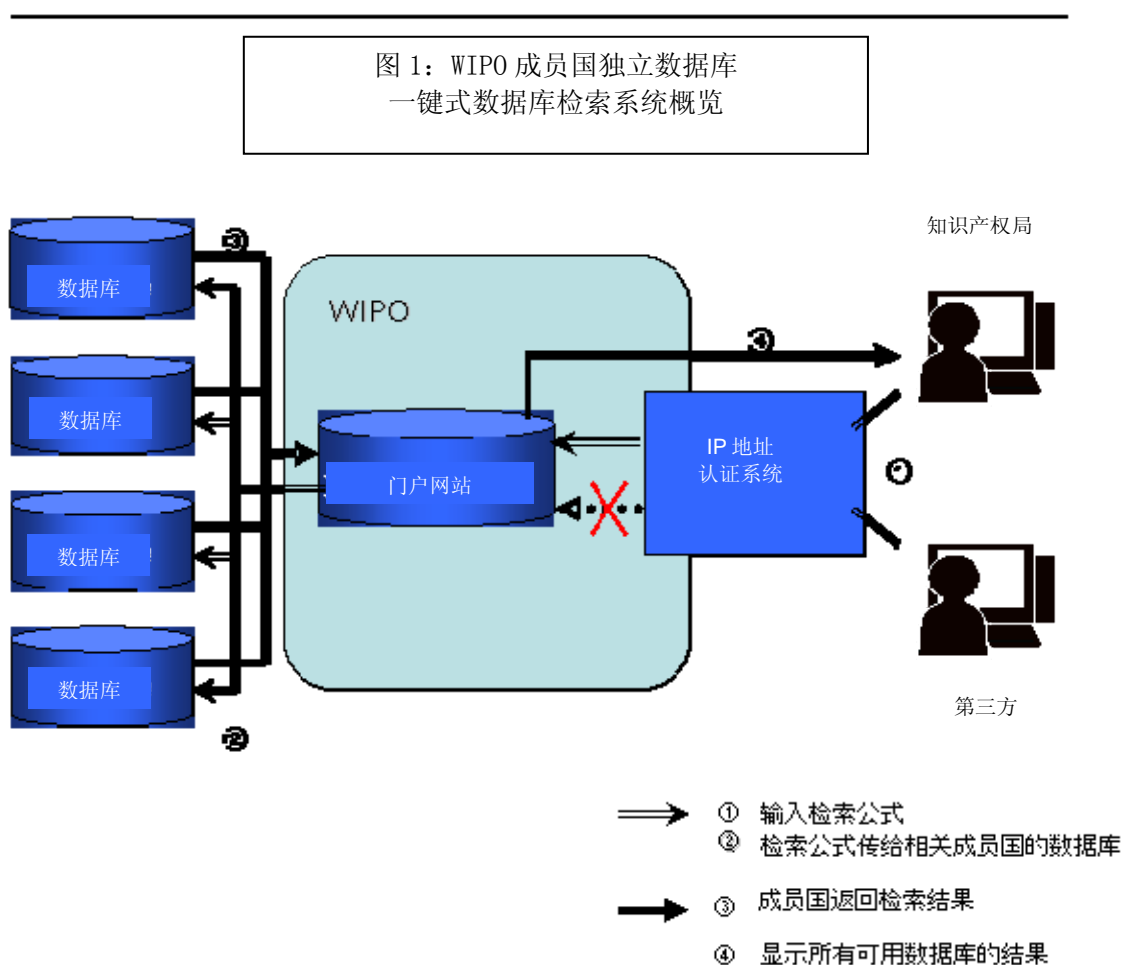 图 1：WIPO 成员国独立数据库
一键式数据库检索系统概览
知识产权局
③
数据库
WIPO
④
数据库
IP 地址
认证系统
①
门户网站
数据库
数据库
第三方
②
① 输入检索公式
② 检索公式传给相关成员国的数据库
③ 成员国返回检索结果
④ 显示所有可用数据库的结果